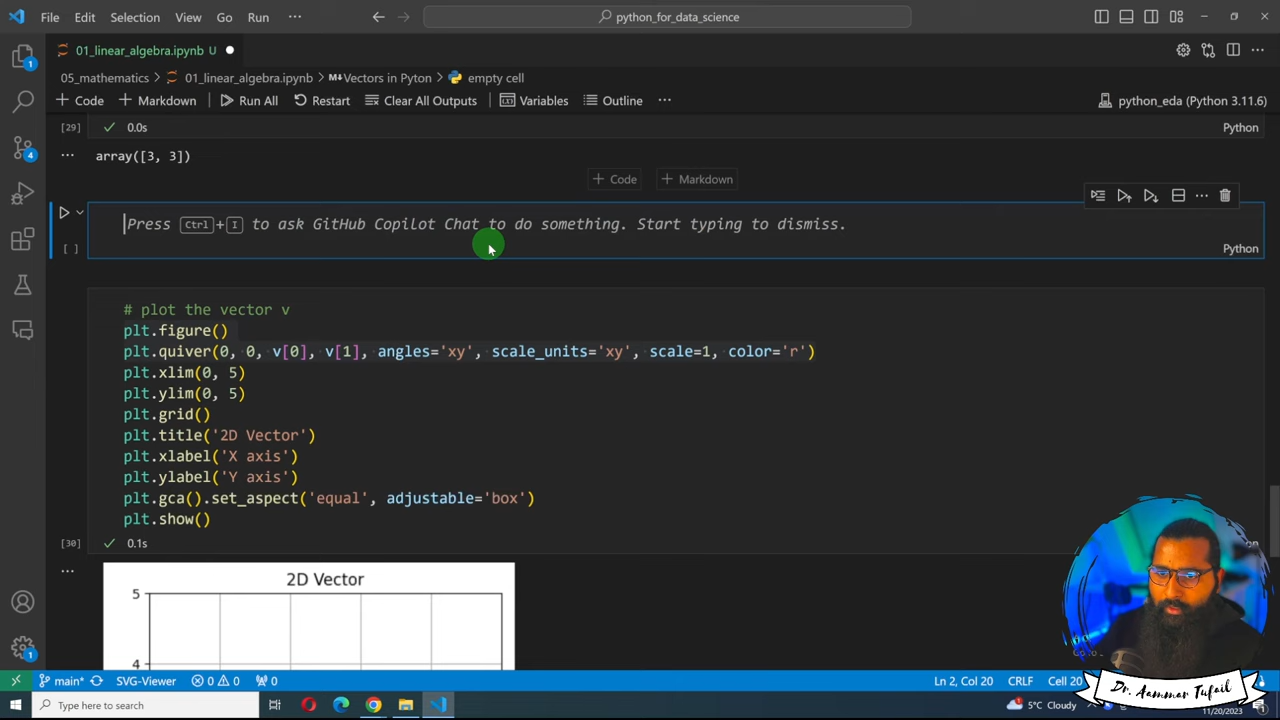 File Edit Selection View Go Run ··· python_for_data_science
01_linear_algebra.ipynb U
05_mathematics > 01_linear_algebra.ipynb > Vectors in Pyton > empty cell
+ Code + Markdown Run All Restart Clear All Outputs Variables Outline ··· python_eda (Python 3.11.6)
[29] 0.0s Python
array([3, 3])
+ Code + Markdown
Press Ctrl+I to ask GitHub Copilot Chat to do something. Start typing to dismiss.
[ ] Python
# plot the vector v
plt.figure()
plt.quiver(0, 0, v[0], v[1], angles='xy', scale_units='xy', scale=1, color='r')
plt.xlim(0, 5)
plt.ylim(0, 5)
plt.grid()
plt.title('2D Vector')
plt.xlabel('X axis')
plt.ylabel('Y axis')
plt.gca().set_aspect('equal', adjustable='box')
plt.show()
[30] 0.1s
2D Vector
5
4
1
4
1
1
main* SVG-Viewer 0 0 0 Ln 2, Col 20 CRLF Cell 20
Type here to search 5°C Cloudy 11/20/2023
Dr. Aammar Tufail